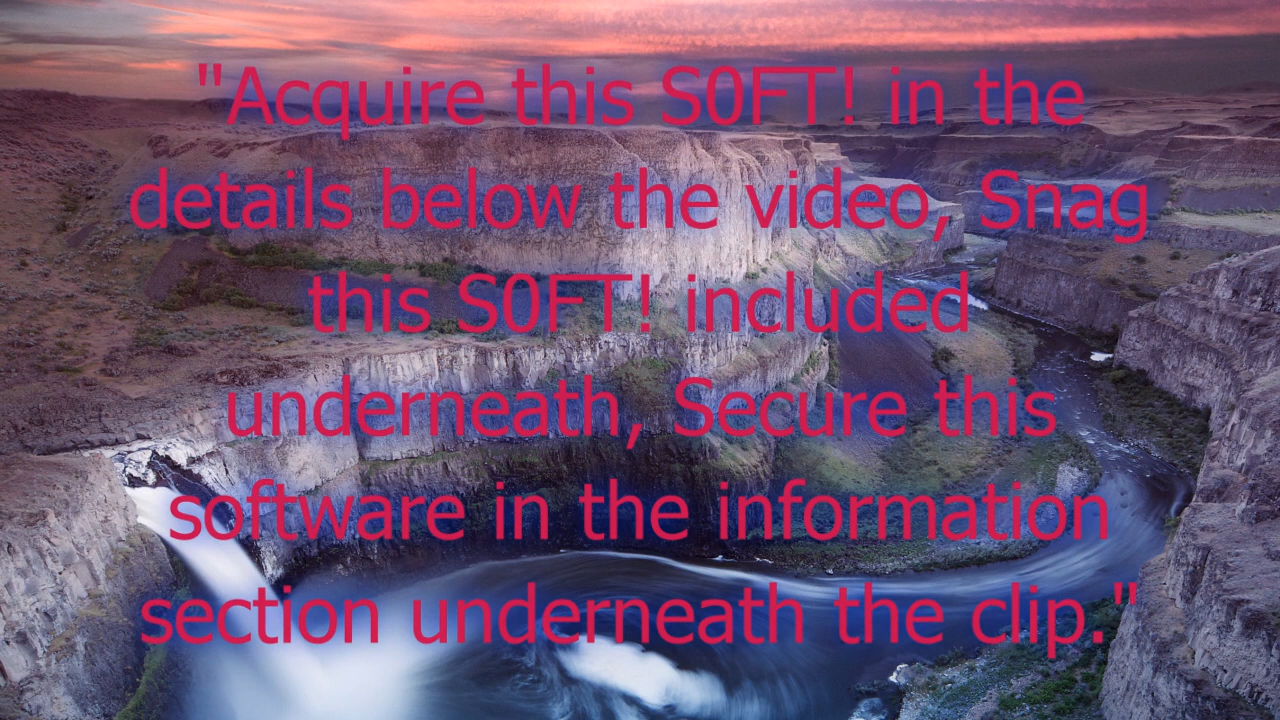 "Acquire this S0FT! in the
details below the video, Snag
this S0FT! included
underneath, Secure this
software in the information
section underneath the clip."